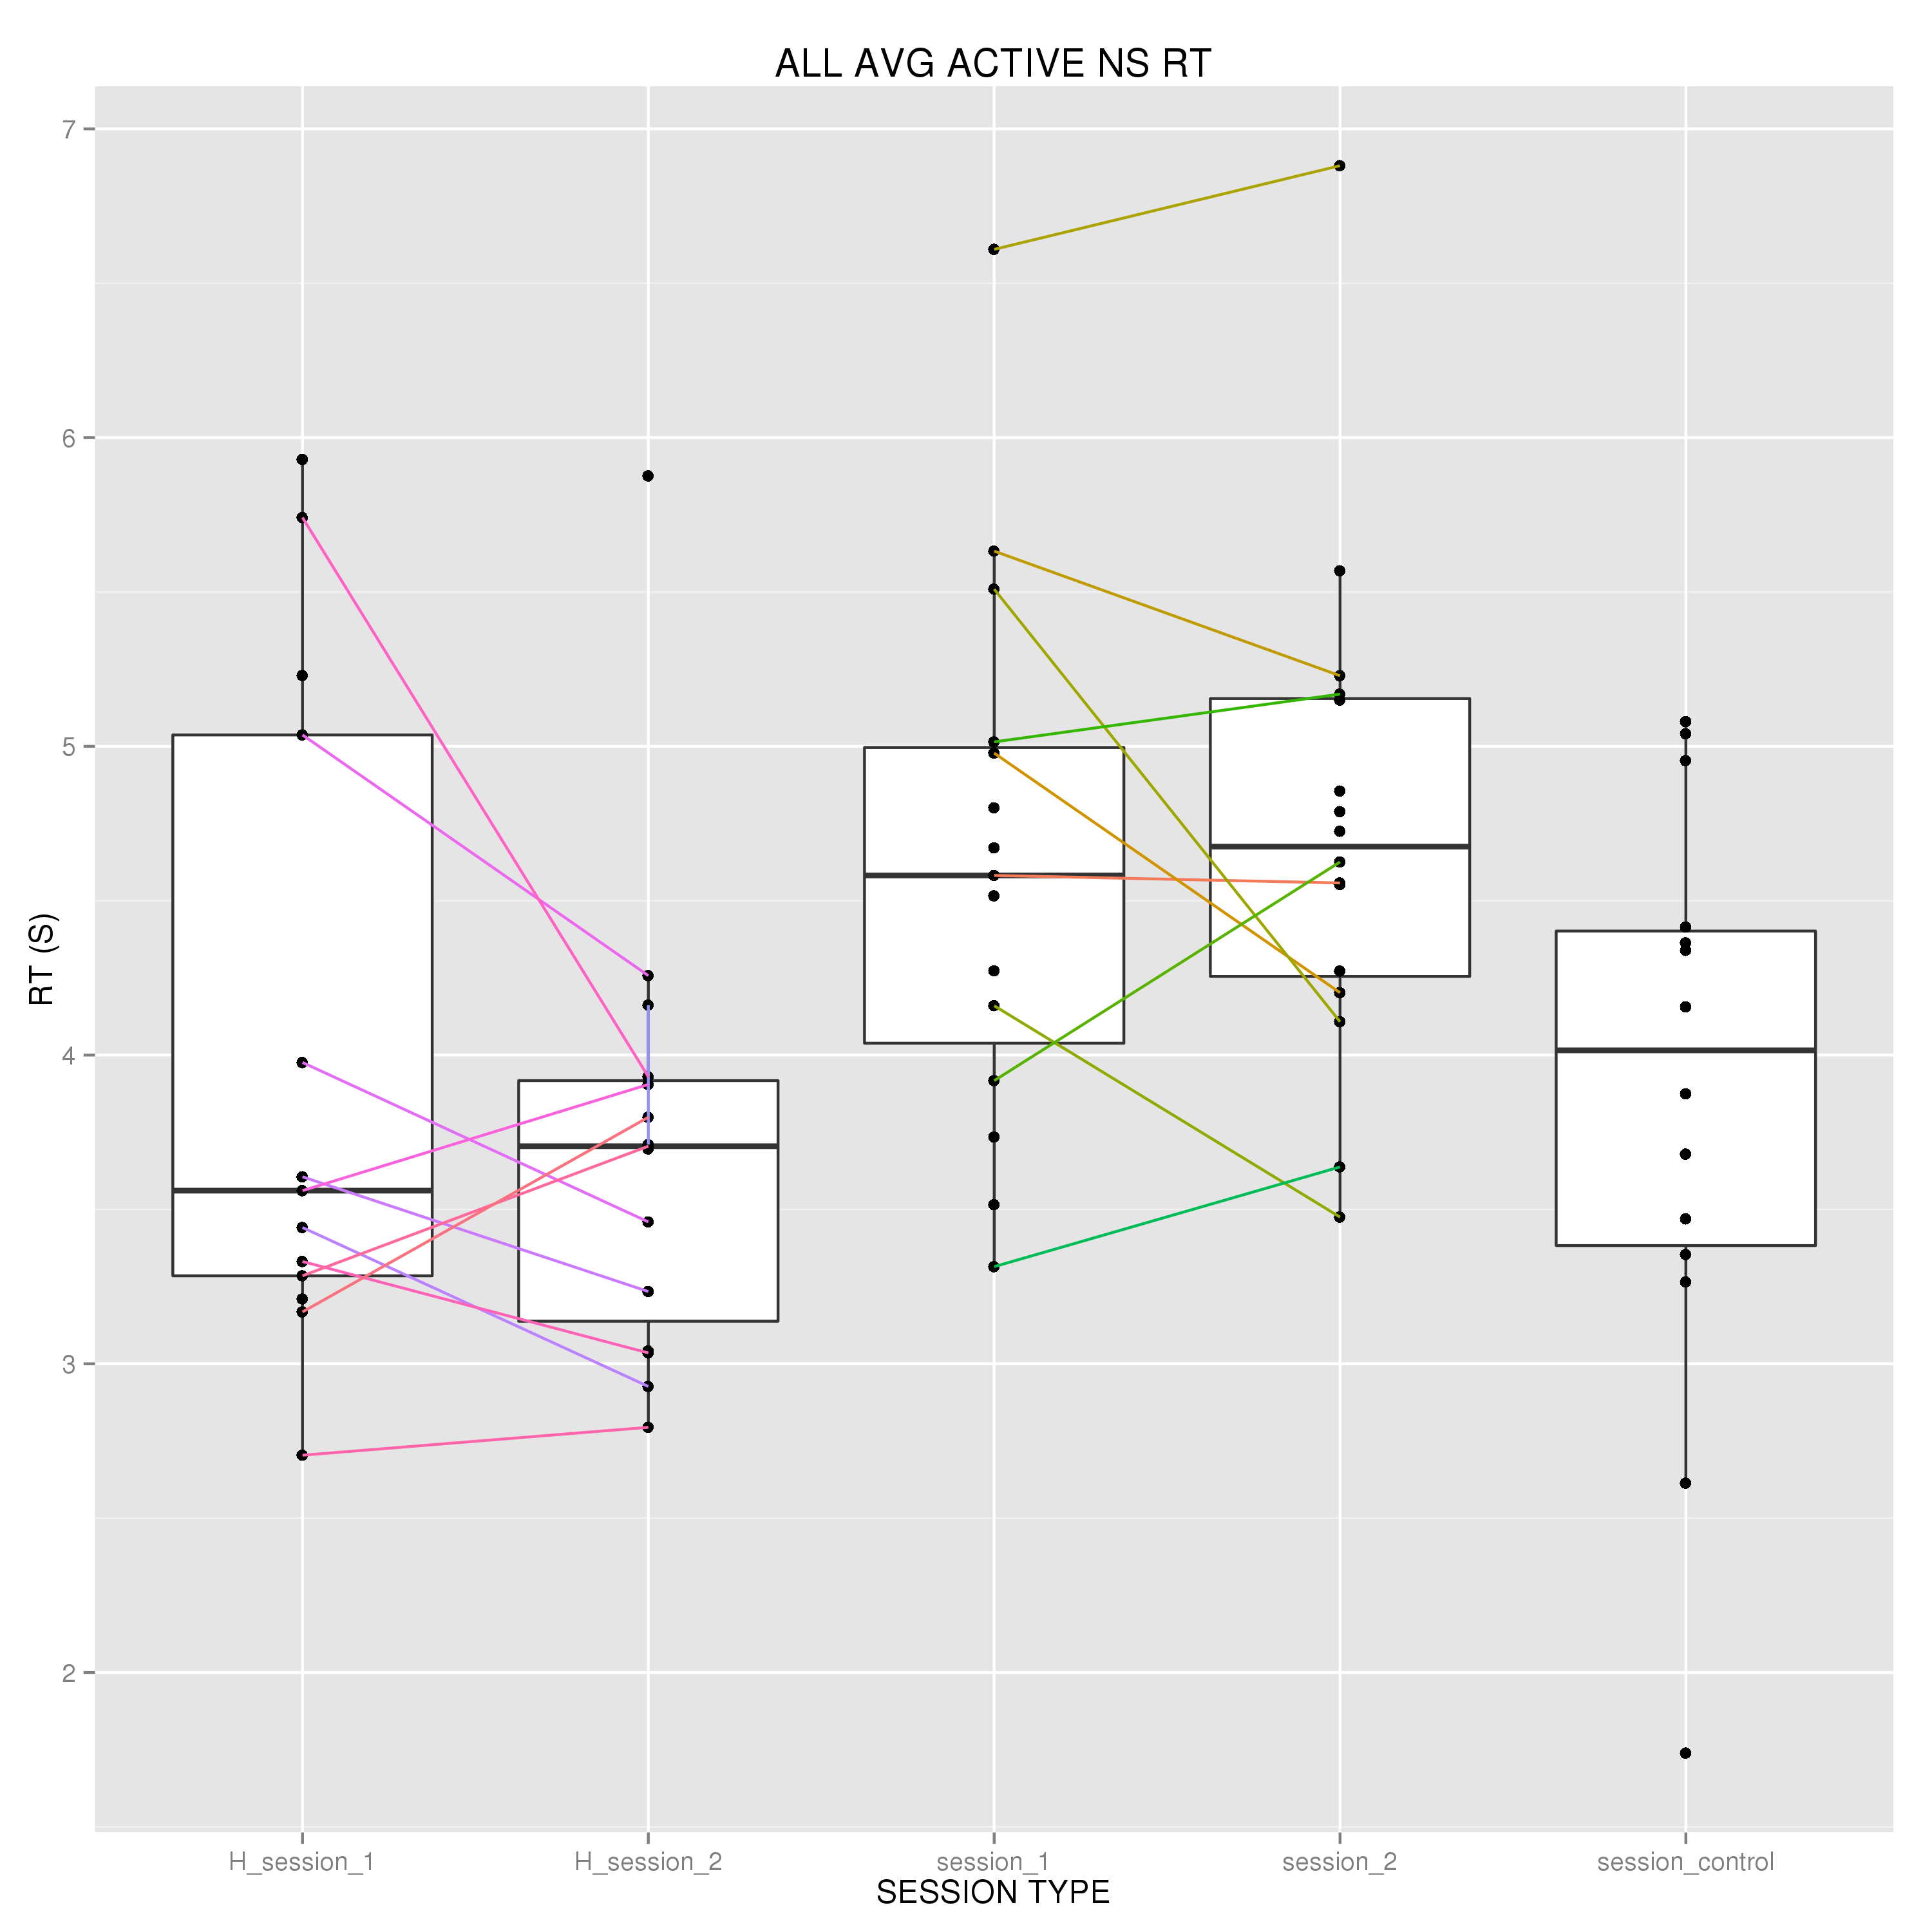 ALL AVG ACTIVE NS RT
7
6
5
4
3
2
RT (S)
H_session_1 H_session_2 session_1 session_2 session_control
SESSION TYPE